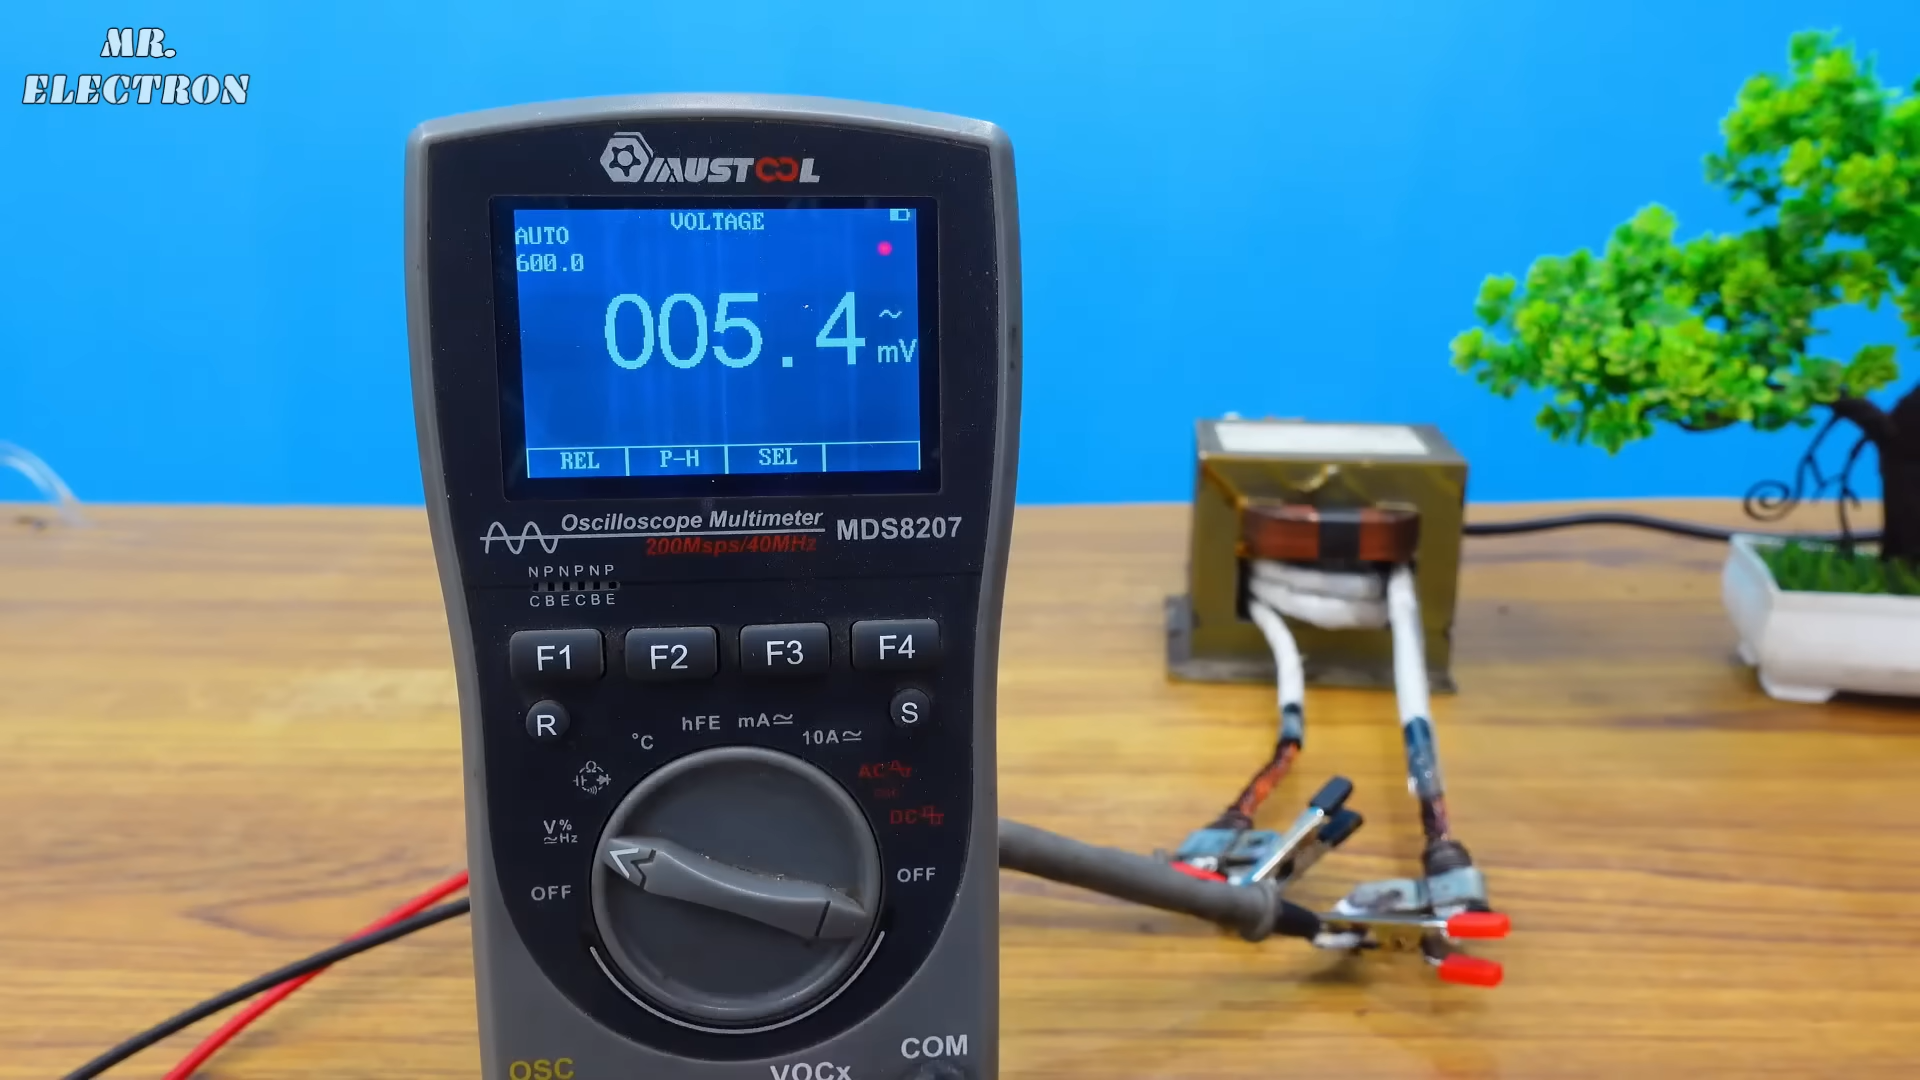 MR.
ELECTRON
MUSTOOL
VOLTAGE
AUTO
600.0
005.4 ~
mV
REL P-H SEL
Oscilloscope Multimeter MDS8207
200Msps/40MHz
NPNPNP
CBECBE
F1 F2 F3 F4
R S
°C hFE mA≂ 10A≂
AC
DC
V%
≂Hz
OFF OFF
COM
OSC VΩCx